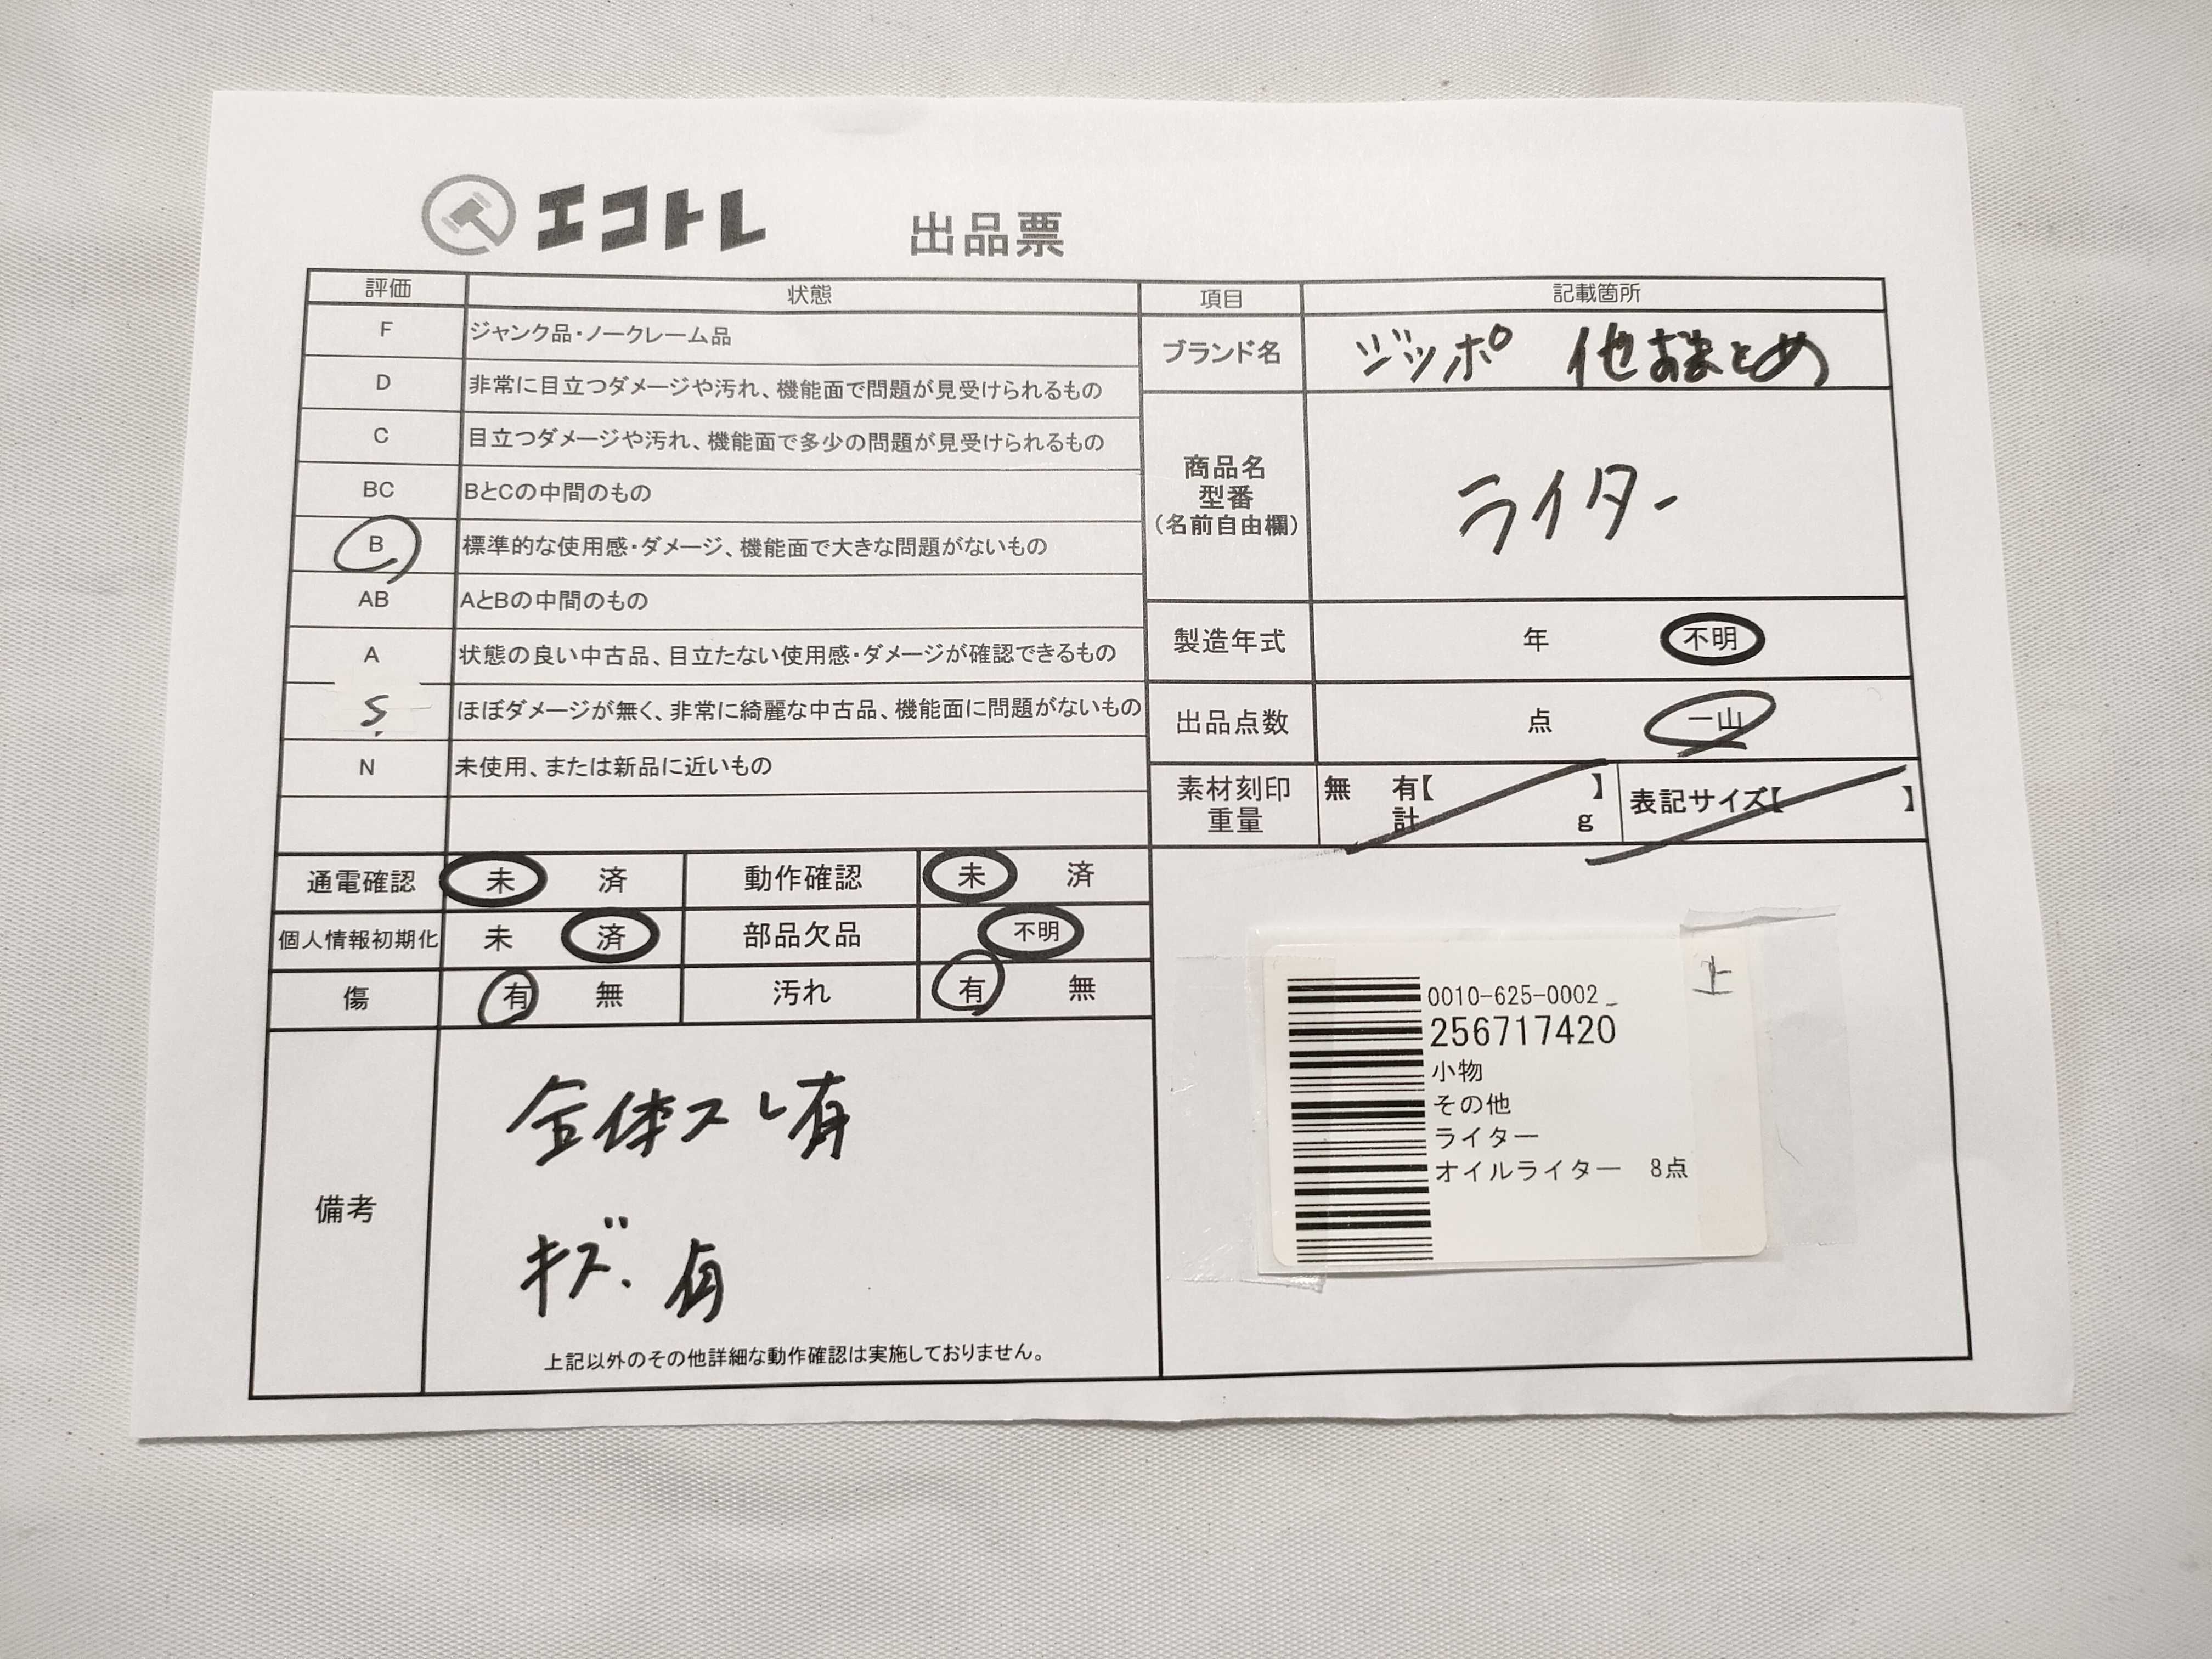 エコトレ 出品票
評価 状態
F ジャンク品・ノークレーム品
D 非常に目立つダメージや汚れ、機能面で問題が見受けられるもの
C 目立つダメージや汚れ、機能面で多少の問題が見受けられるもの
BC BとCの中間のもの
B 標準的な使用感・ダメージ、機能面で大きな問題がないもの
AB AとBの中間のもの
A 状態の良い中古品、目立たない使用感・ダメージが確認できるもの
S ほぼダメージが無く、非常に綺麗な中古品、機能面に問題がないもの
N 未使用、または新品に近いもの
通電確認 未 済 動作確認 未 済
個人情報初期化 未 済 部品欠品 不明
傷 有 無 汚れ 有 無
備考
全体スレ有
キズ、有
上記以外のその他詳細な動作確認は実施しておりません。
項目 記載箇所
ブランド名 ジッポ 他おまとめ
商品名
型番
(名前自由欄)
ライター
製造年式 年 不明
出品点数 点 一山
素材刻印 無 有【 】 表記サイズ【 】
重量 計 g
上
0010-625-0002
256717420
小物
その他
ライター
オイルライター 8点